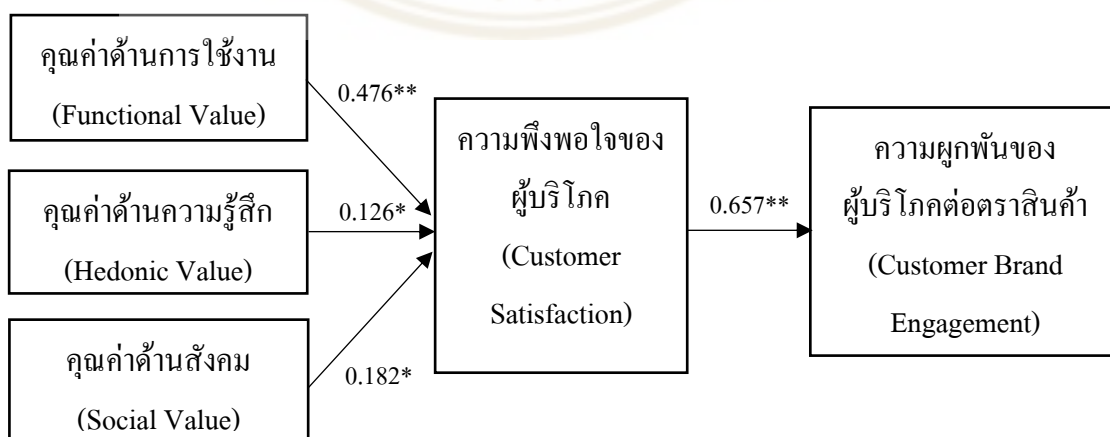 คุณค่าด้านการใช้งาน
(Functional Value)
0.476**
คุณค่าด้านความรู้สึก
(Hedonic Value)
0.126*
คุณค่าด้านสังคม
(Social Value)
0.182*
ความพึงพอใจของ
ผู้บริโภค
(Customer
Satisfaction)
0.657**
ความผูกพันของ
ผู้บริโภคต่อตราสินค้า
(Customer Brand
Engagement)